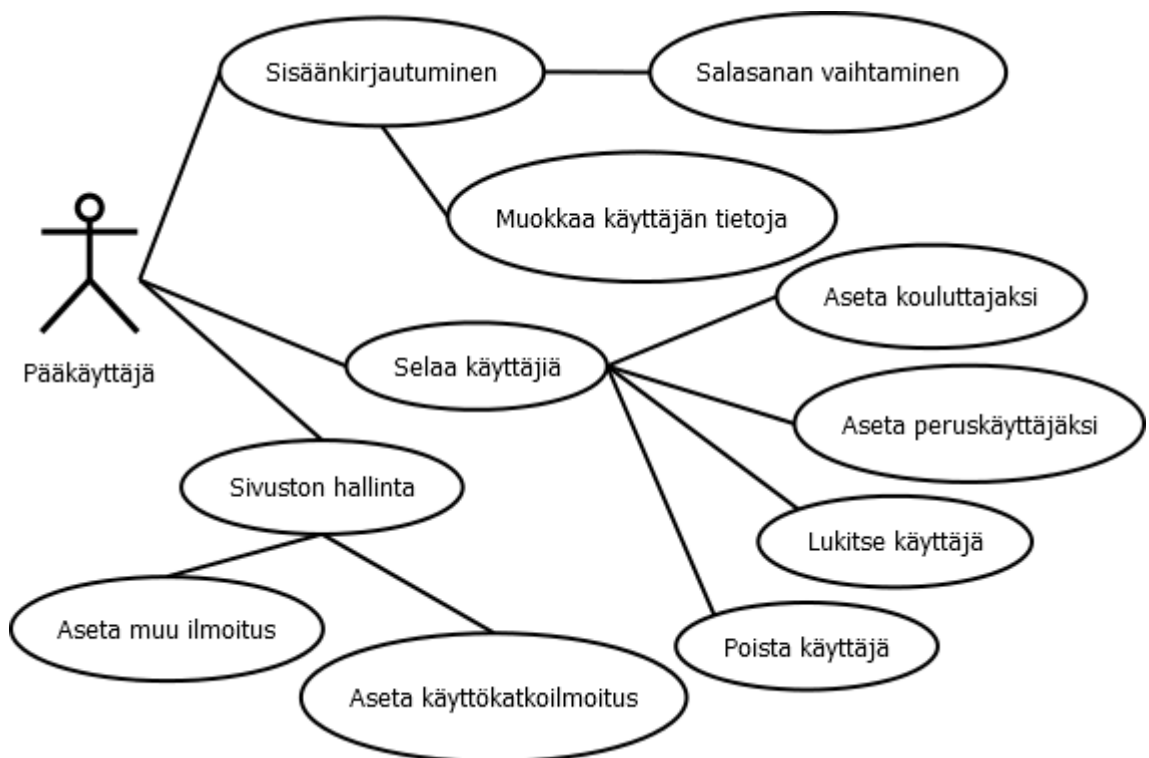 Sisäänkirjautuminen
Salasanan vaihtaminen
Muokkaa käyttäjän tietoja
Aseta kouluttajaksi
Pääkäyttäjä
Selaa käyttäjiä
Aseta peruskäyttäjäksi
Sivuston hallinta
Lukitse käyttäjä
Aseta muu ilmoitus
Poista käyttäjä
Aseta käyttökatkoilmoitus